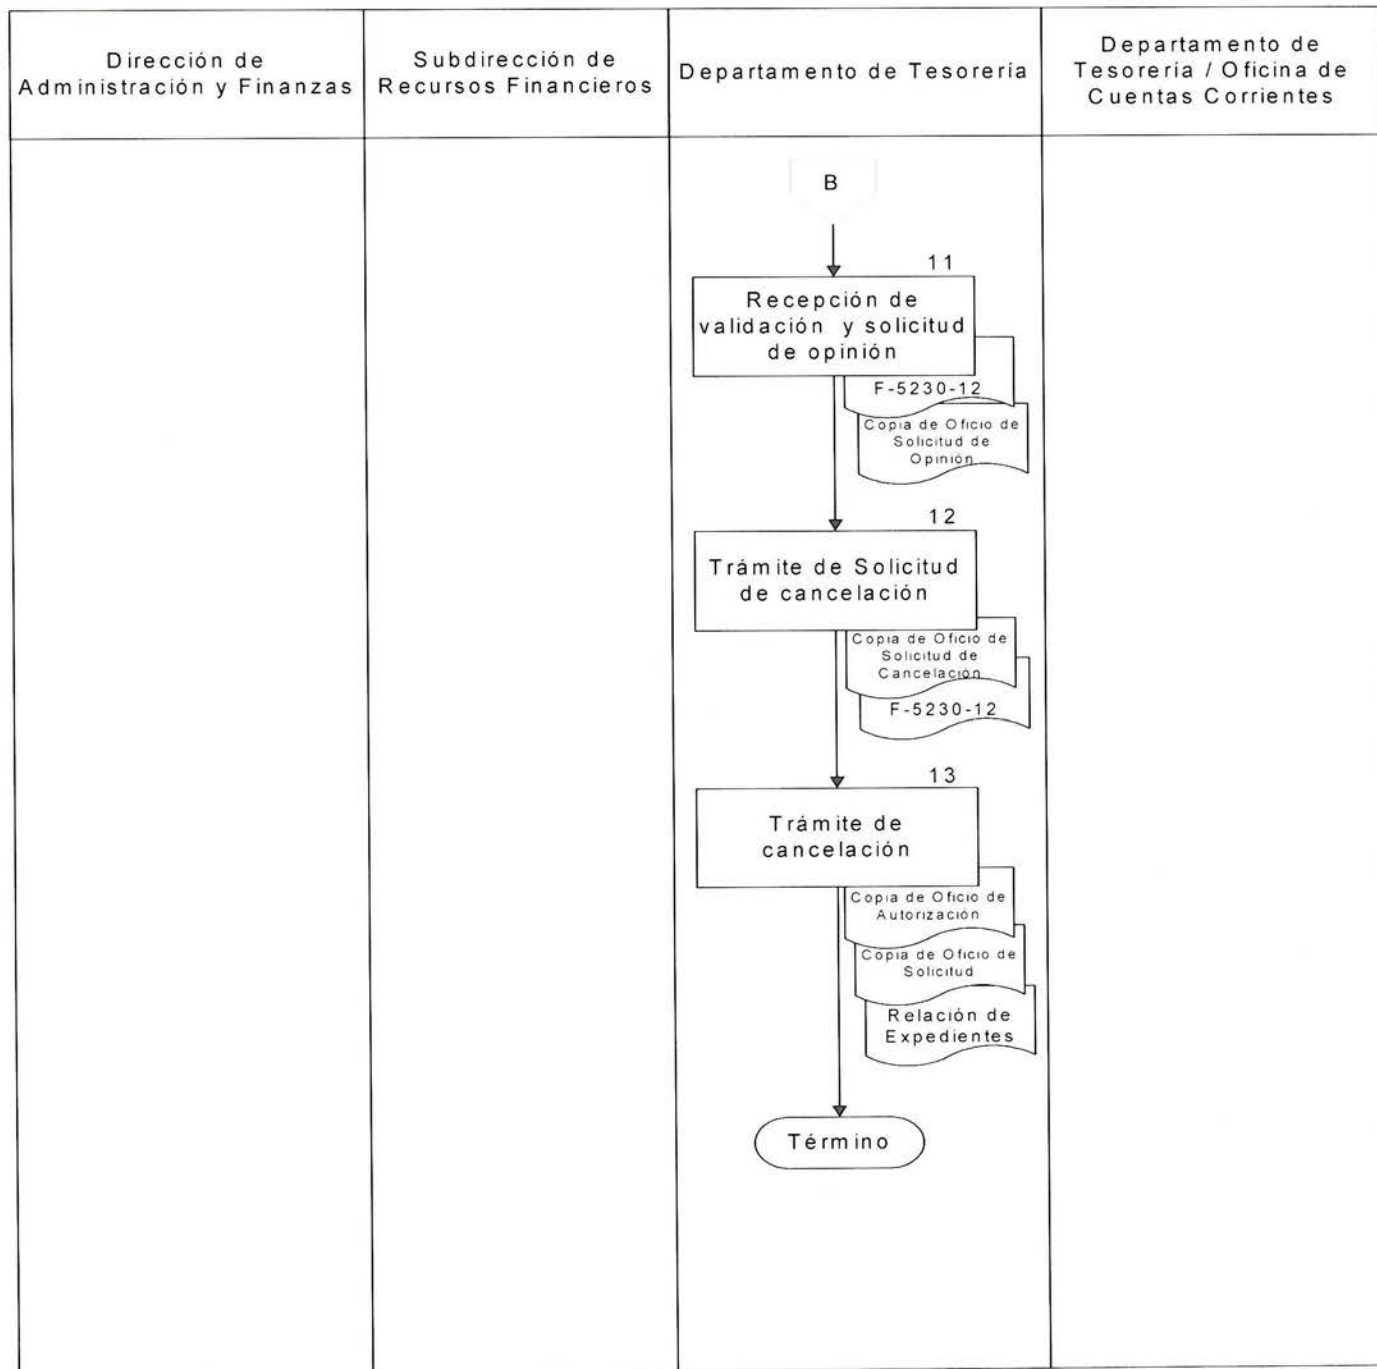 Dirección de
Administración y Finanzas
Subdirección de
Recursos Financieros
Departamento de Tesorería
Departamento de
Tesorería / Oficina de
Cuentas Corrientes
B
11
Recepción de
validación y solicitud
de opinión
F-5230-12
Copia de Oficio de
Solicitud de
Opinión
12
Trámite de Solicitud
de cancelación
Copia de Oficio de
Solicitud de
Cancelación
F-5230-12
13
Trámite de
cancelación
Copia de Oficio de
Autorización
Copia de Oficio de
Solicitud
Relación de
Expedientes
Término